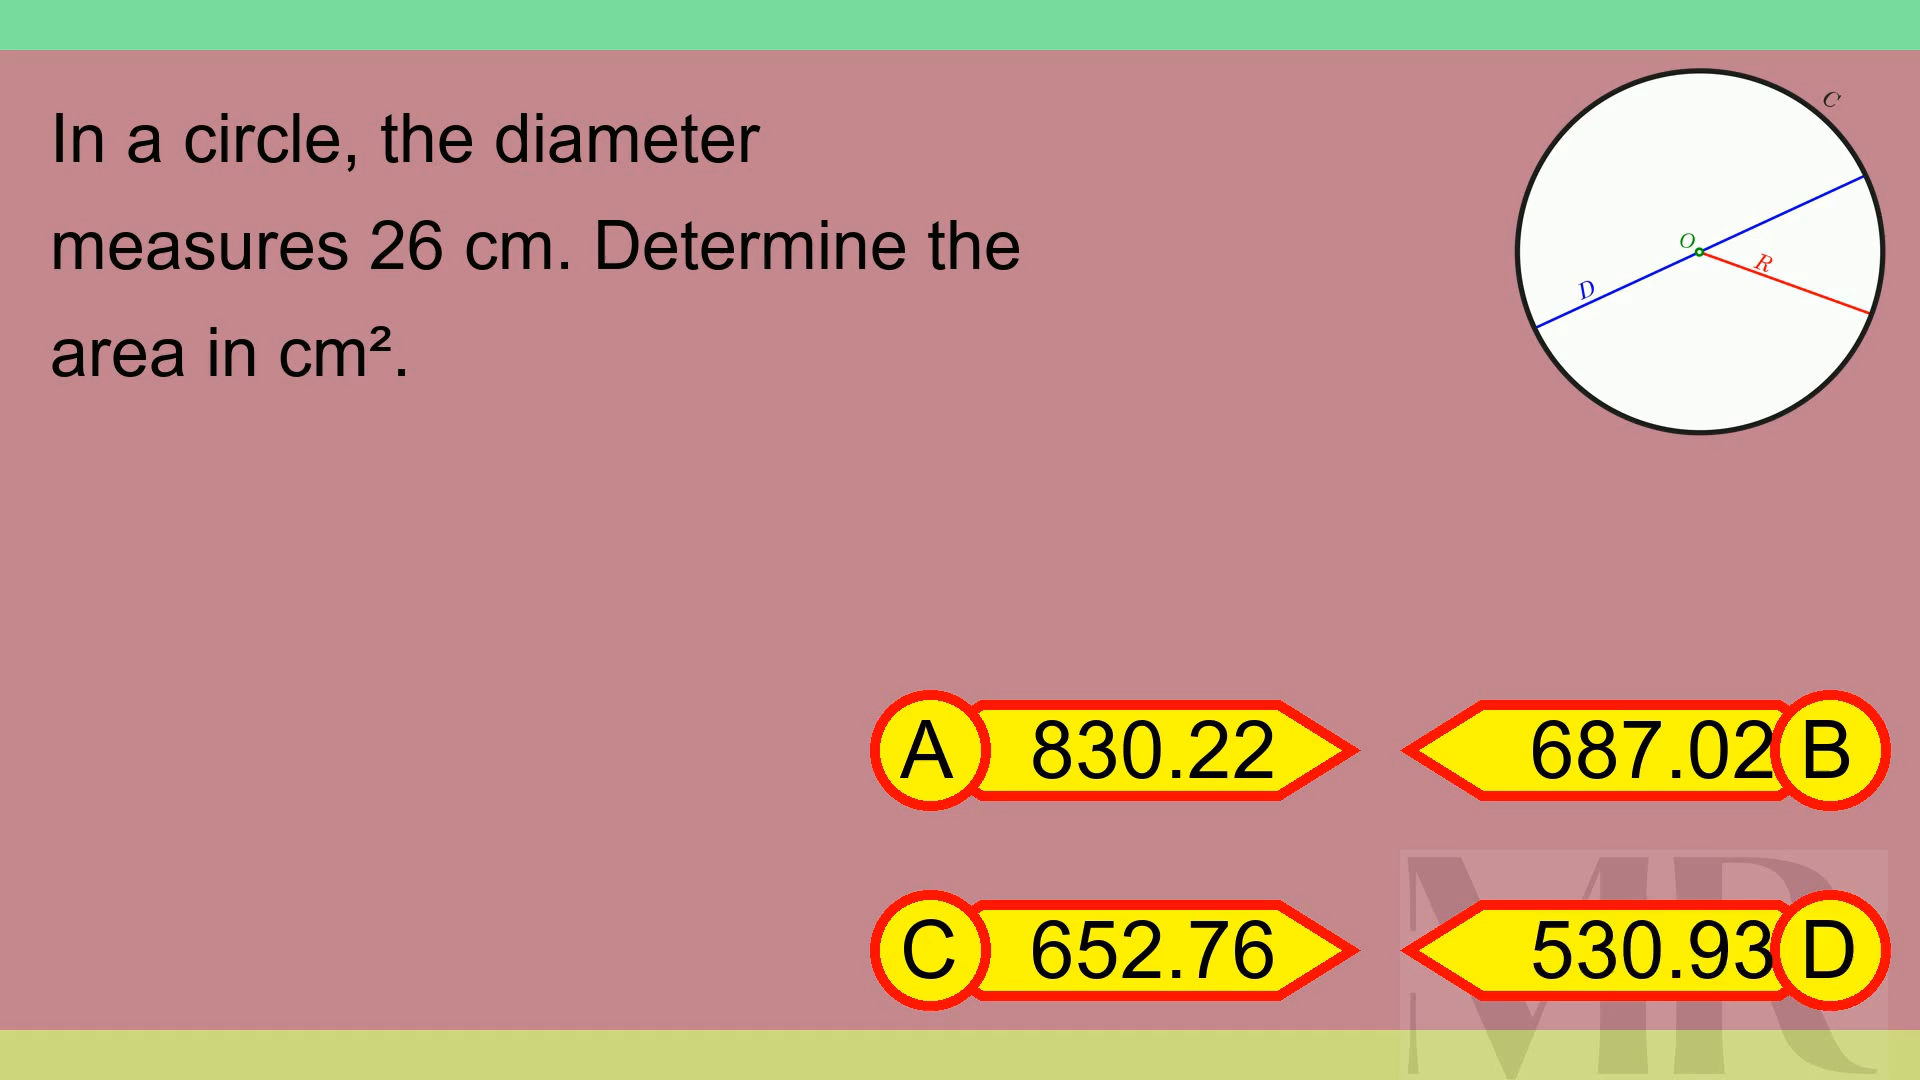 In a circle, the diameter
measures 26 cm. Determine the
area in cm².
C
O
R
D
A 830.22
687.02 B
C 652.76
530.93 D
MR